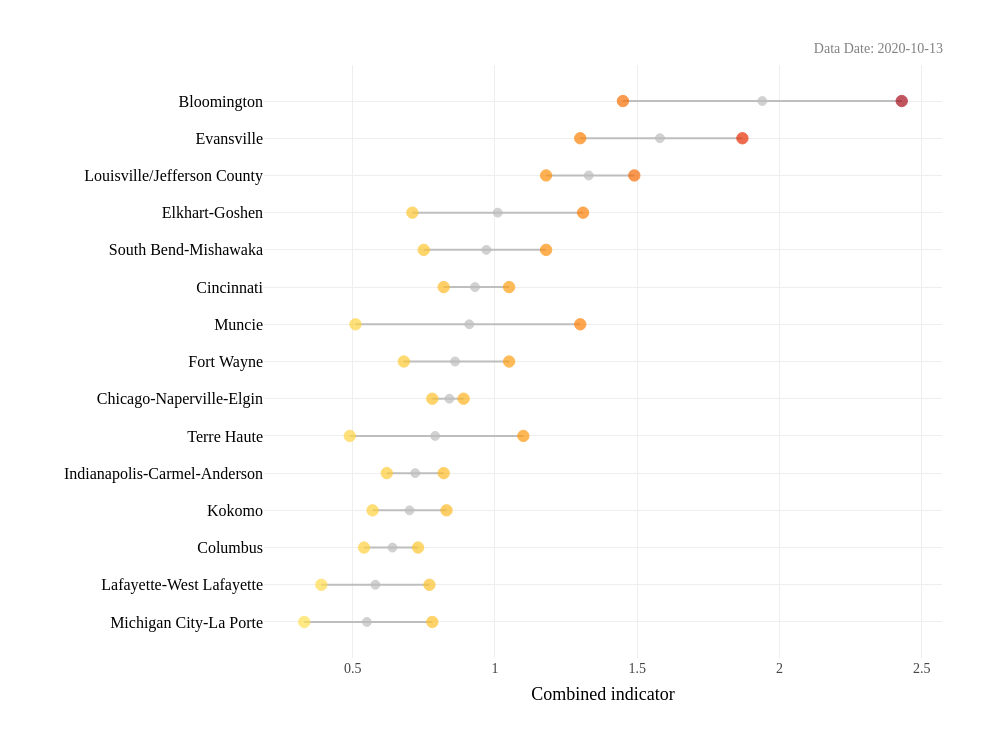 Data Date: 2020-10-13
Bloomington
Evansville
Louisville/Jefferson County
Elkhart-Goshen
South Bend-Mishawaka
Cincinnati
Muncie
Fort Wayne
Chicago-Naperville-Elgin
Terre Haute
Indianapolis-Carmel-Anderson
Kokomo
Columbus
Lafayette-West Lafayette
Michigan City-La Porte
0.5 1 1.5 2 2.5
Combined indicator